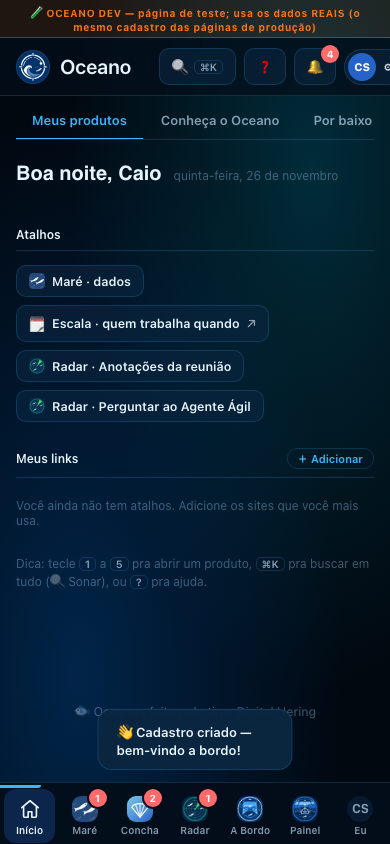 OCEANO DEV — página de teste; usa os dados REAIS (o
mesmo cadastro das páginas de produção)
Oceano
⌘K
?
4
CS
Meus produtos
Conheça o Oceano
Por baixo
Boa noite, Caio
quinta-feira, 26 de novembro
Atalhos
Maré · dados
Escala · quem trabalha quando ↗
Radar · Anotações da reunião
Radar · Perguntar ao Agente Ágil
Meus links
+ Adicionar
Você ainda não tem atalhos. Adicione os sites que você mais
usa.
Dica: tecle 1 a 5 pra abrir um produto, ⌘K pra buscar em
tudo (🔍 Sonar), ou ? pra ajuda.
👋 Cadastro criado —
bem-vindo a bordo!
1
2
1
CS
Início
Maré
Concha
Radar
A Bordo
Painel
Eu